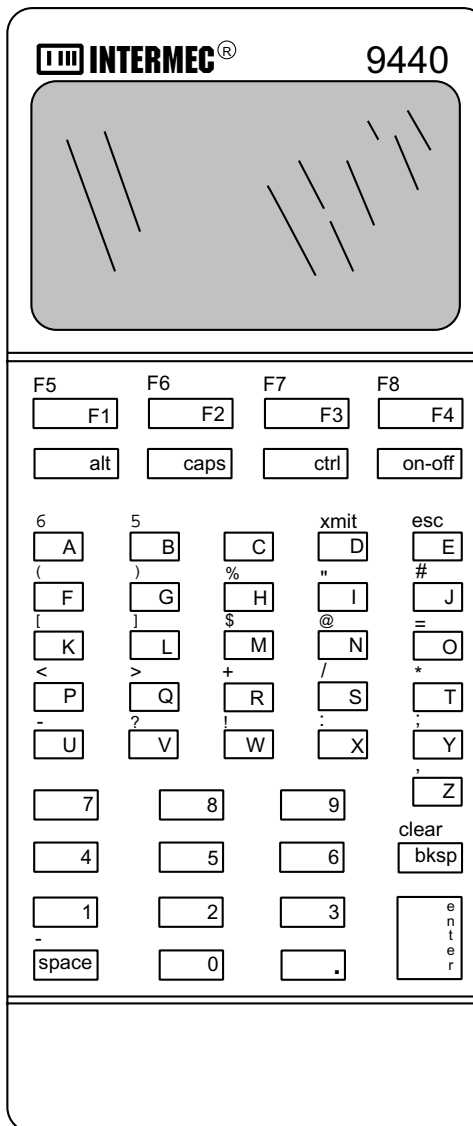 INTERMEC® 9440
F5 F6 F7 F8
F1 F2 F3 F4
alt caps ctrl on-off
6 5 xmit esc
A B C D E
( ) % " #
F G H I J
[ ] $ @ =
K L M N O
< > + / *
P Q R S T
- ? ! : ;
U V W X Y
,
Z
7 8 9
clear
4 5 6 bksp
1 2 3 enter
-
space 0 .